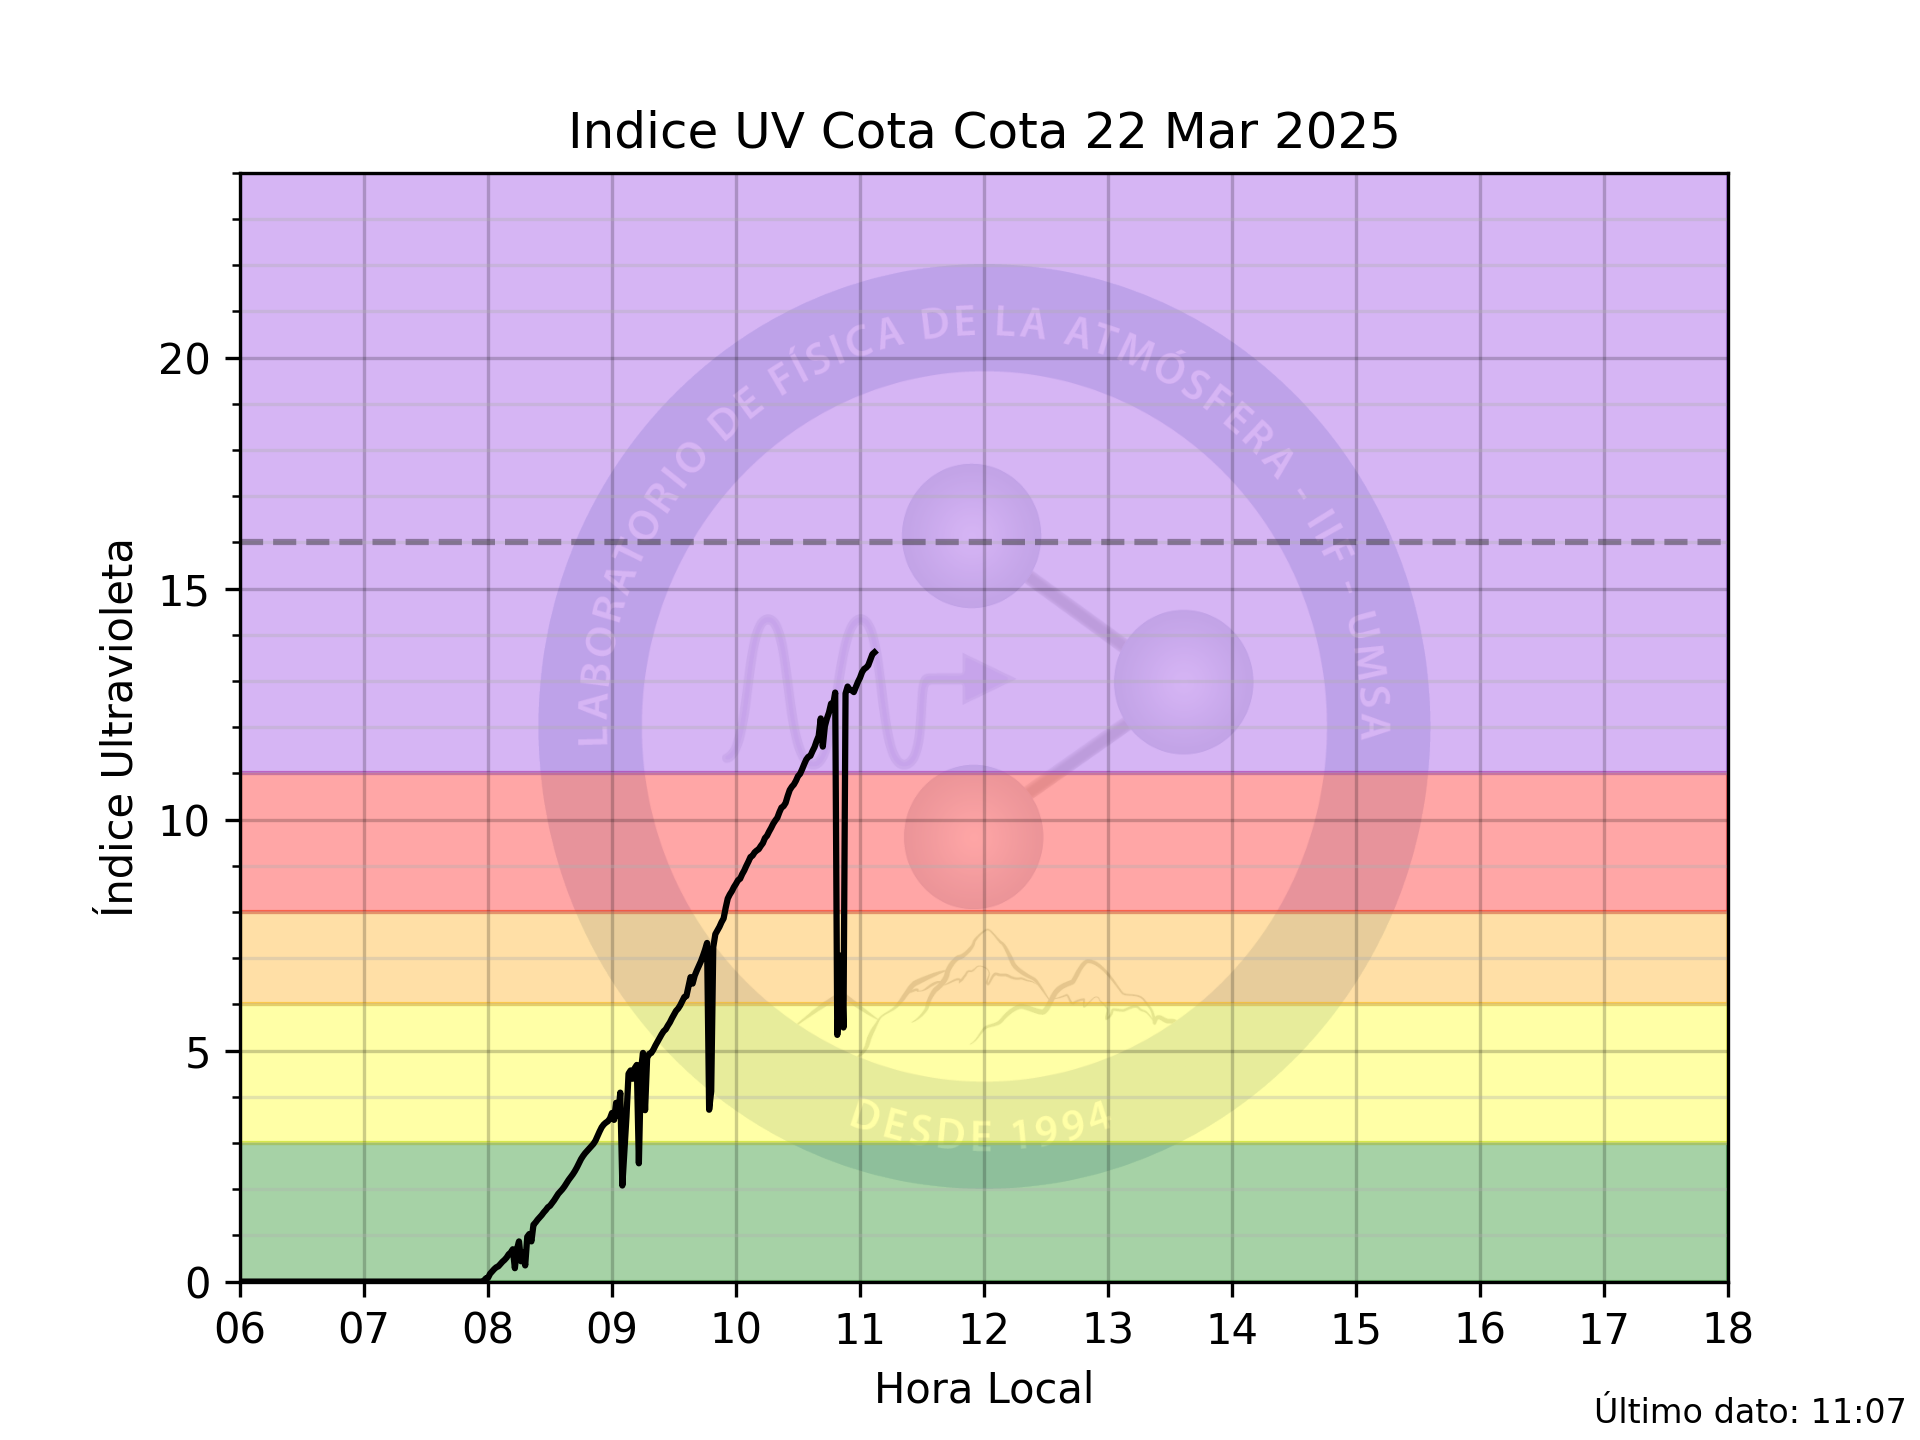 Indice UV Cota Cota 22 Mar 2025
LABORATORIO DE FÍSICA DE LA ATMÓSFERA - IIF - UMSA
DESDE 1994
Índice Ultravioleta
20
15
10
5
0
06 07 08 09 10 11 12 13 14 15 16 17 18
Hora Local
Último dato: 11:07